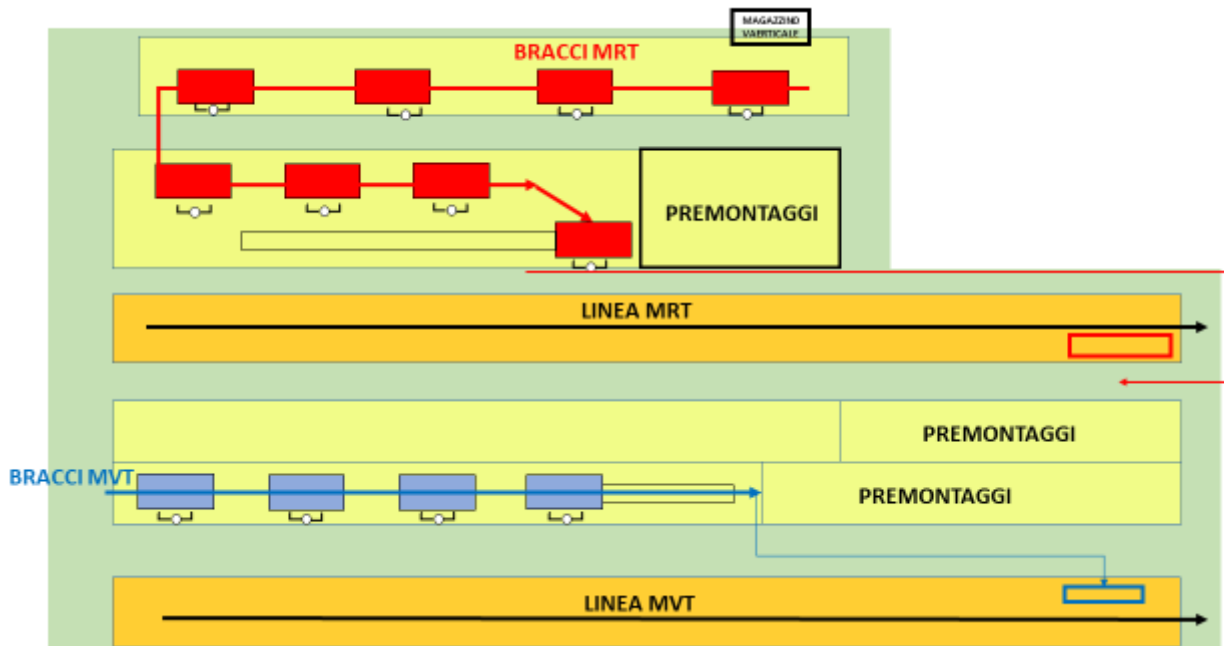 MAGAZZINO
VAERTICALE
BRACCI MRT
PREMONTAGGI
LINEA MRT
PREMONTAGGI
BRACCI MVT
PREMONTAGGI
LINEA MVT